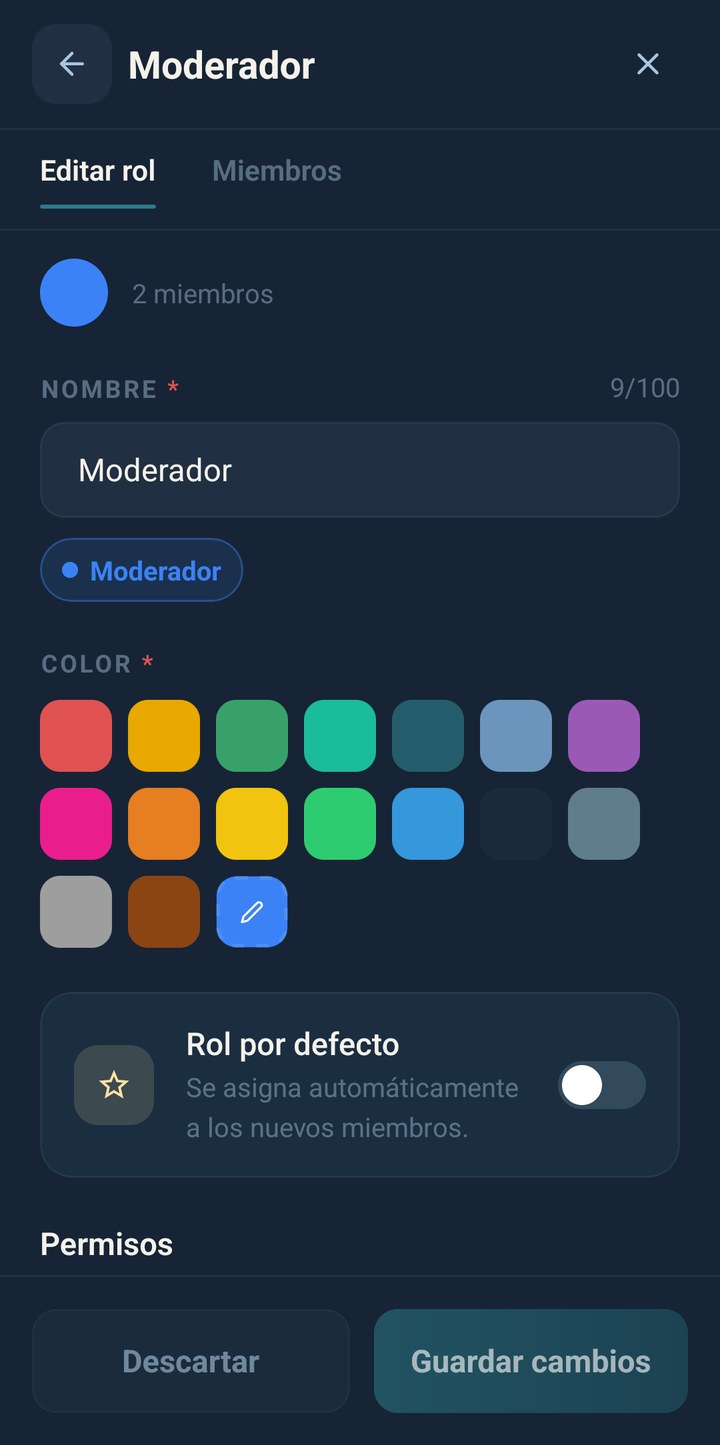 Moderador
Editar rol
Miembros
2 miembros
NOMBRE *
9/100
Moderador
Moderador
COLOR *
Rol por defecto
Se asigna automáticamente
a los nuevos miembros.
Permisos
Descartar
Guardar cambios